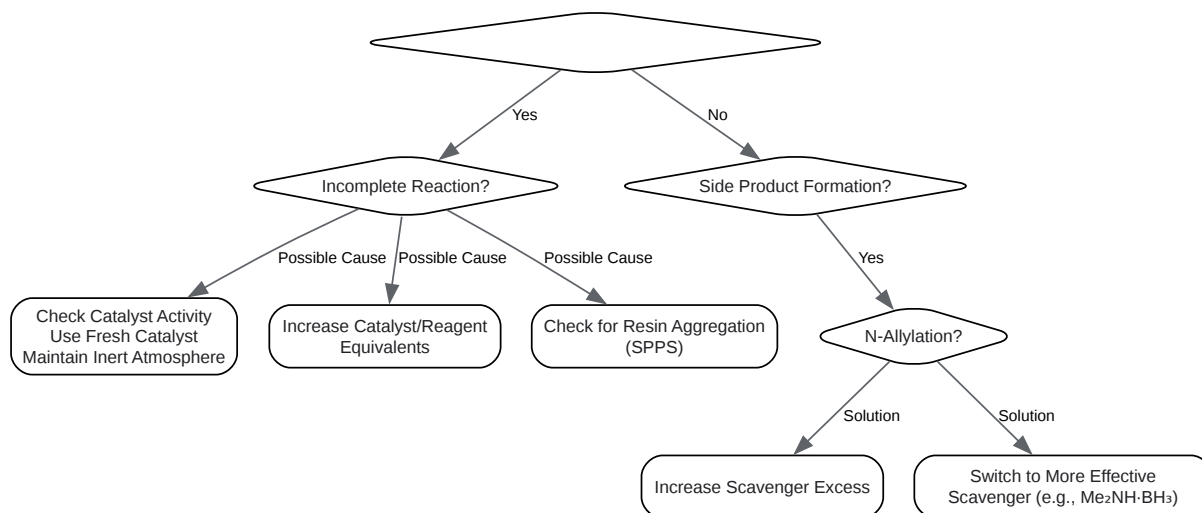 Yes
No
Incomplete Reaction?
Side Product Formation?
Possible Cause
Possible Cause
Possible Cause
Yes
Check Catalyst Activity
Use Fresh Catalyst
Maintain Inert Atmosphere
Increase Catalyst/Reagent
Equivalents
Check for Resin Aggregation
(SPPS)
N-Allylation?
Solution
Solution
Increase Scavenger Excess
Switch to More Effective
Scavenger (e.g., Me₂NH·BH₃)